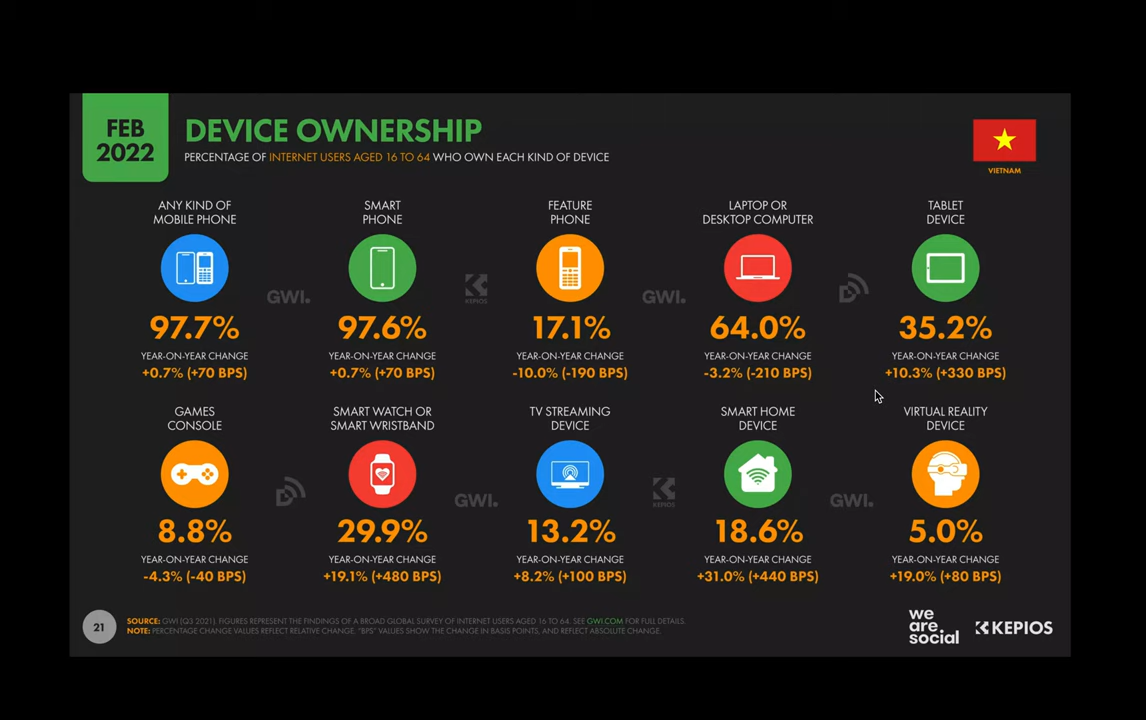 FEB
2022
DEVICE OWNERSHIP
PERCENTAGE OF INTERNET USERS AGED 16 TO 64 WHO OWN EACH KIND OF DEVICE
VIETNAM
ANY KIND OF
MOBILE PHONE
97.7%
YEAR-ON-YEAR CHANGE
+0.7% (+70 BPS)
SMART
PHONE
97.6%
YEAR-ON-YEAR CHANGE
+0.7% (+70 BPS)
FEATURE
PHONE
17.1%
YEAR-ON-YEAR CHANGE
-10.0% (-190 BPS)
LAPTOP OR
DESKTOP COMPUTER
64.0%
YEAR-ON-YEAR CHANGE
-3.2% (-210 BPS)
TABLET
DEVICE
35.2%
YEAR-ON-YEAR CHANGE
+10.3% (+330 BPS)
GWI.
KEPIOS
GWI.
GAMES
CONSOLE
8.8%
YEAR-ON-YEAR CHANGE
-4.3% (-40 BPS)
SMART WATCH OR
SMART WRISTBAND
29.9%
YEAR-ON-YEAR CHANGE
+19.1% (+480 BPS)
TV STREAMING
DEVICE
13.2%
YEAR-ON-YEAR CHANGE
+8.2% (+100 BPS)
SMART HOME
DEVICE
18.6%
YEAR-ON-YEAR CHANGE
+31.0% (+440 BPS)
VIRTUAL REALITY
DEVICE
5.0%
YEAR-ON-YEAR CHANGE
+19.0% (+80 BPS)
GWI.
KEPIOS
GWI.
21
SOURCE: GWI (Q3 2021). FIGURES REPRESENT THE FINDINGS OF A BROAD GLOBAL SURVEY OF INTERNET USERS AGED 16 TO 64. SEE GWI.COM FOR FULL DETAILS.
NOTE: PERCENTAGE CHANGE VALUES REFLECT RELATIVE CHANGE. "BPS" VALUES SHOW THE CHANGE IN BASIS POINTS, AND REFLECT ABSOLUTE CHANGE.
we
are
social
KEPIOS